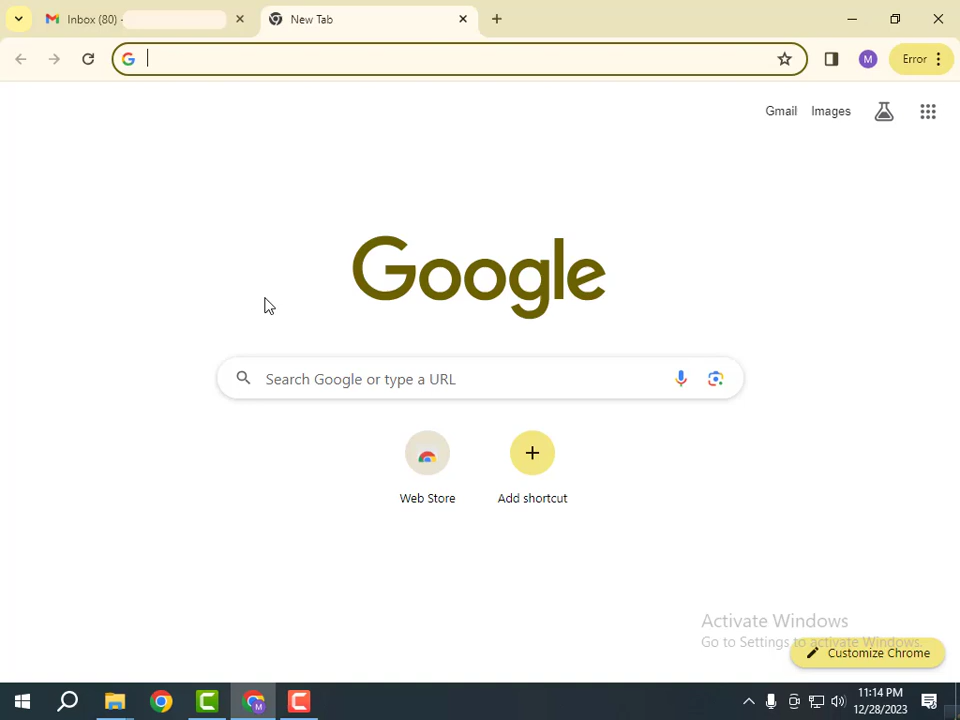 Inbox (80) -
New Tab
M
Error
Gmail
Images
Google
Search Google or type a URL
Web Store
Add shortcut
Activate Windows
Go to Settings to activate Windows.
Customize Chrome
11:14 PM
12/28/2023